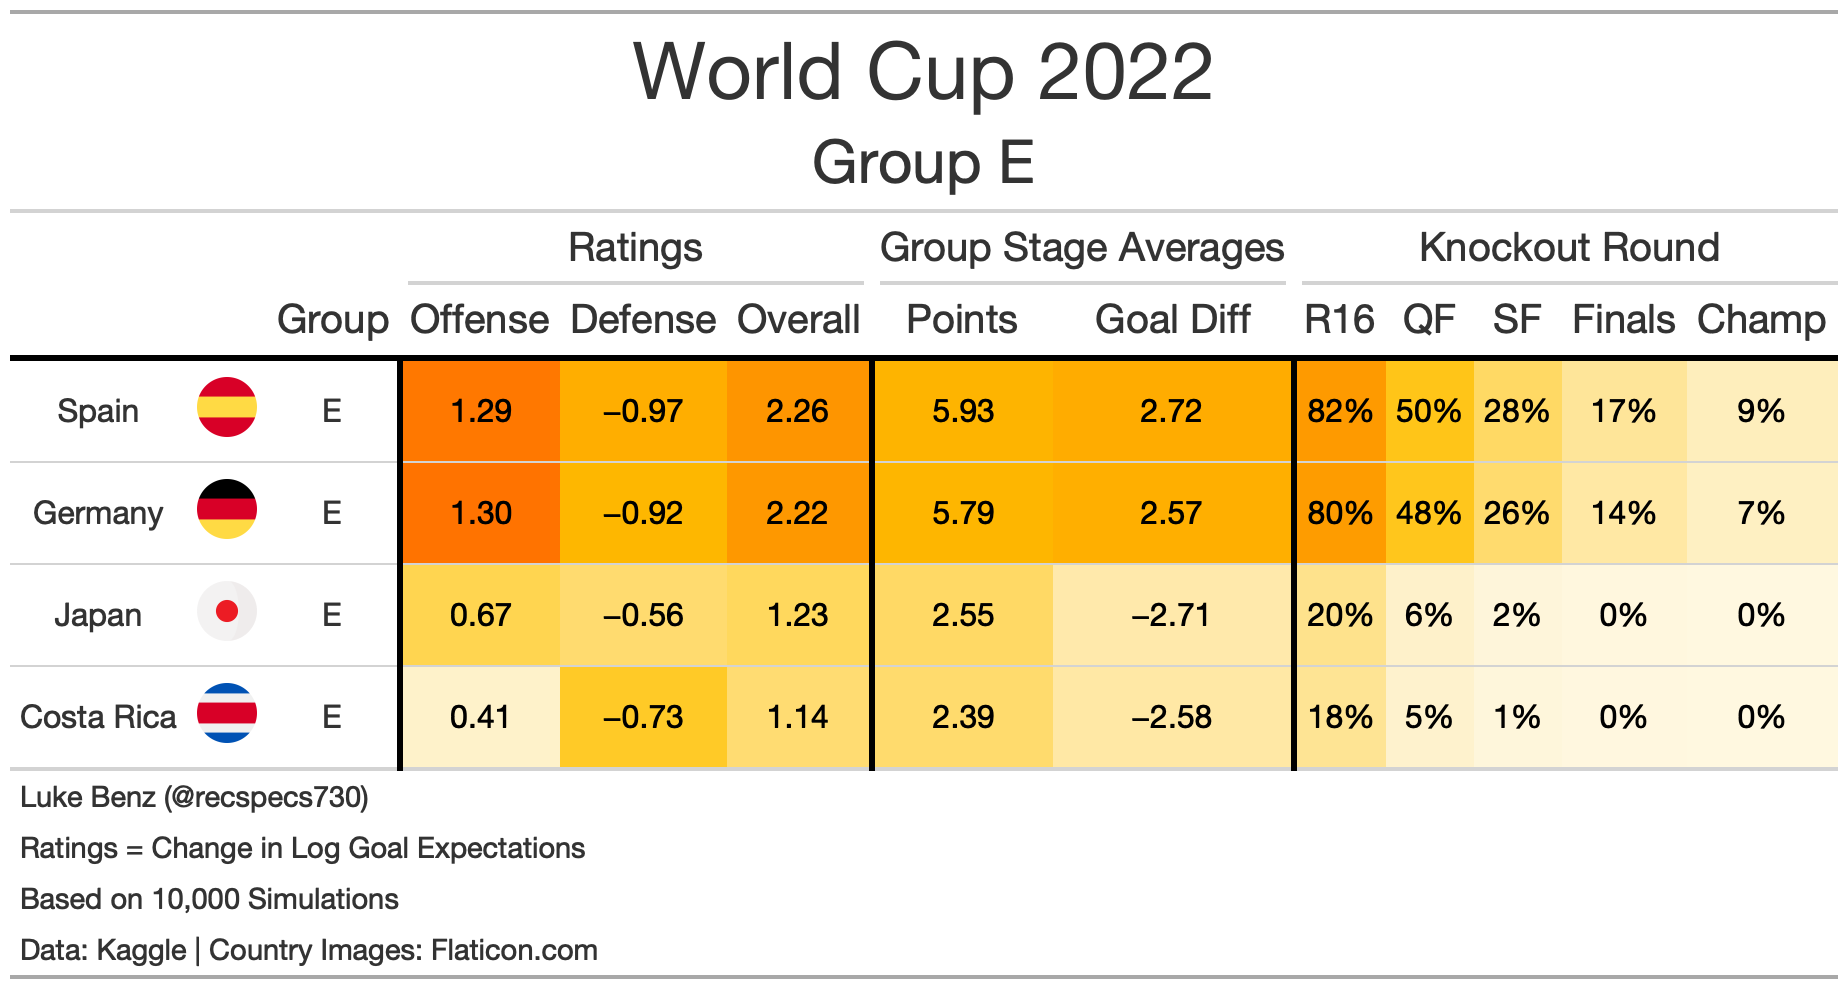 World Cup 2022
Group E
Ratings Group Stage Averages Knockout Round
Group Offense Defense Overall Points Goal Diff R16 QF SF Finals Champ
Spain E 1.29 −0.97 2.26 5.93 2.72 82% 50% 28% 17% 9%
Germany E 1.30 −0.92 2.22 5.79 2.57 80% 48% 26% 14% 7%
Japan E 0.67 −0.56 1.23 2.55 −2.71 20% 6% 2% 0% 0%
Costa Rica E 0.41 −0.73 1.14 2.39 −2.58 18% 5% 1% 0% 0%
Luke Benz (@recspecs730)
Ratings = Change in Log Goal Expectations
Based on 10,000 Simulations
Data: Kaggle | Country Images: Flaticon.com